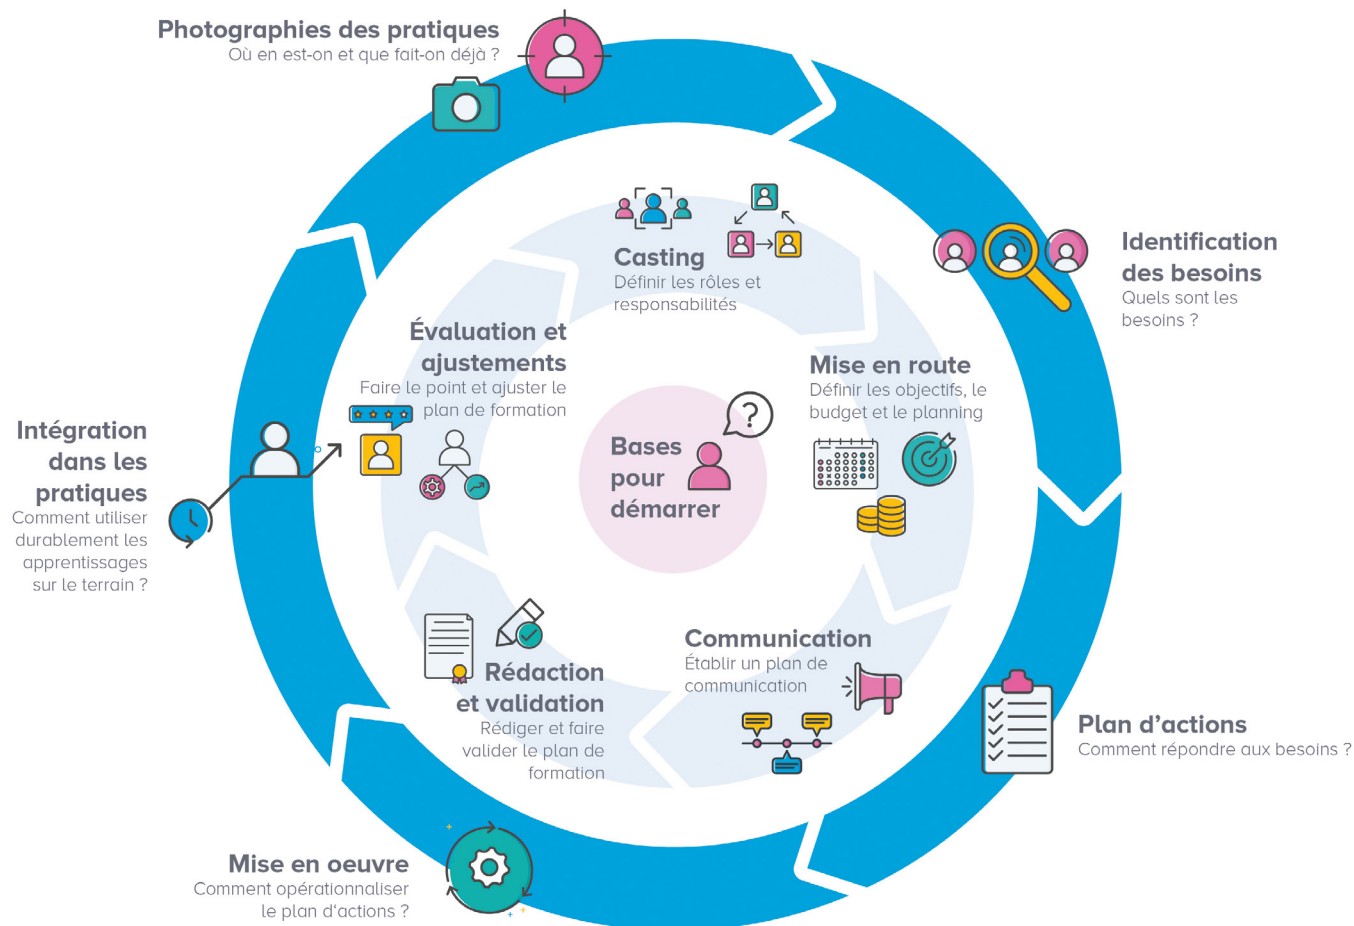 Photographies des pratiques
Où en est-on et que fait-on déjà ?
Identification
des besoins
Quels sont les
besoins ?
Plan d’actions
Comment répondre aux besoins ?
Mise en oeuvre
Comment opérationnaliser
le plan d‘actions ?
Intégration
dans les
pratiques
Comment utiliser
durablement les
apprentissages
sur le terrain ?
Casting
Définir les rôles et
responsabilités
Mise en route
Définir les objectifs, le
budget et le planning
Communication
Établir un plan de
communication
Rédaction
et validation
Rédiger et faire
valider le plan de
formation
Évaluation et
ajustements
Faire le point et ajuster le
plan de formation
Bases
pour
démarrer
?